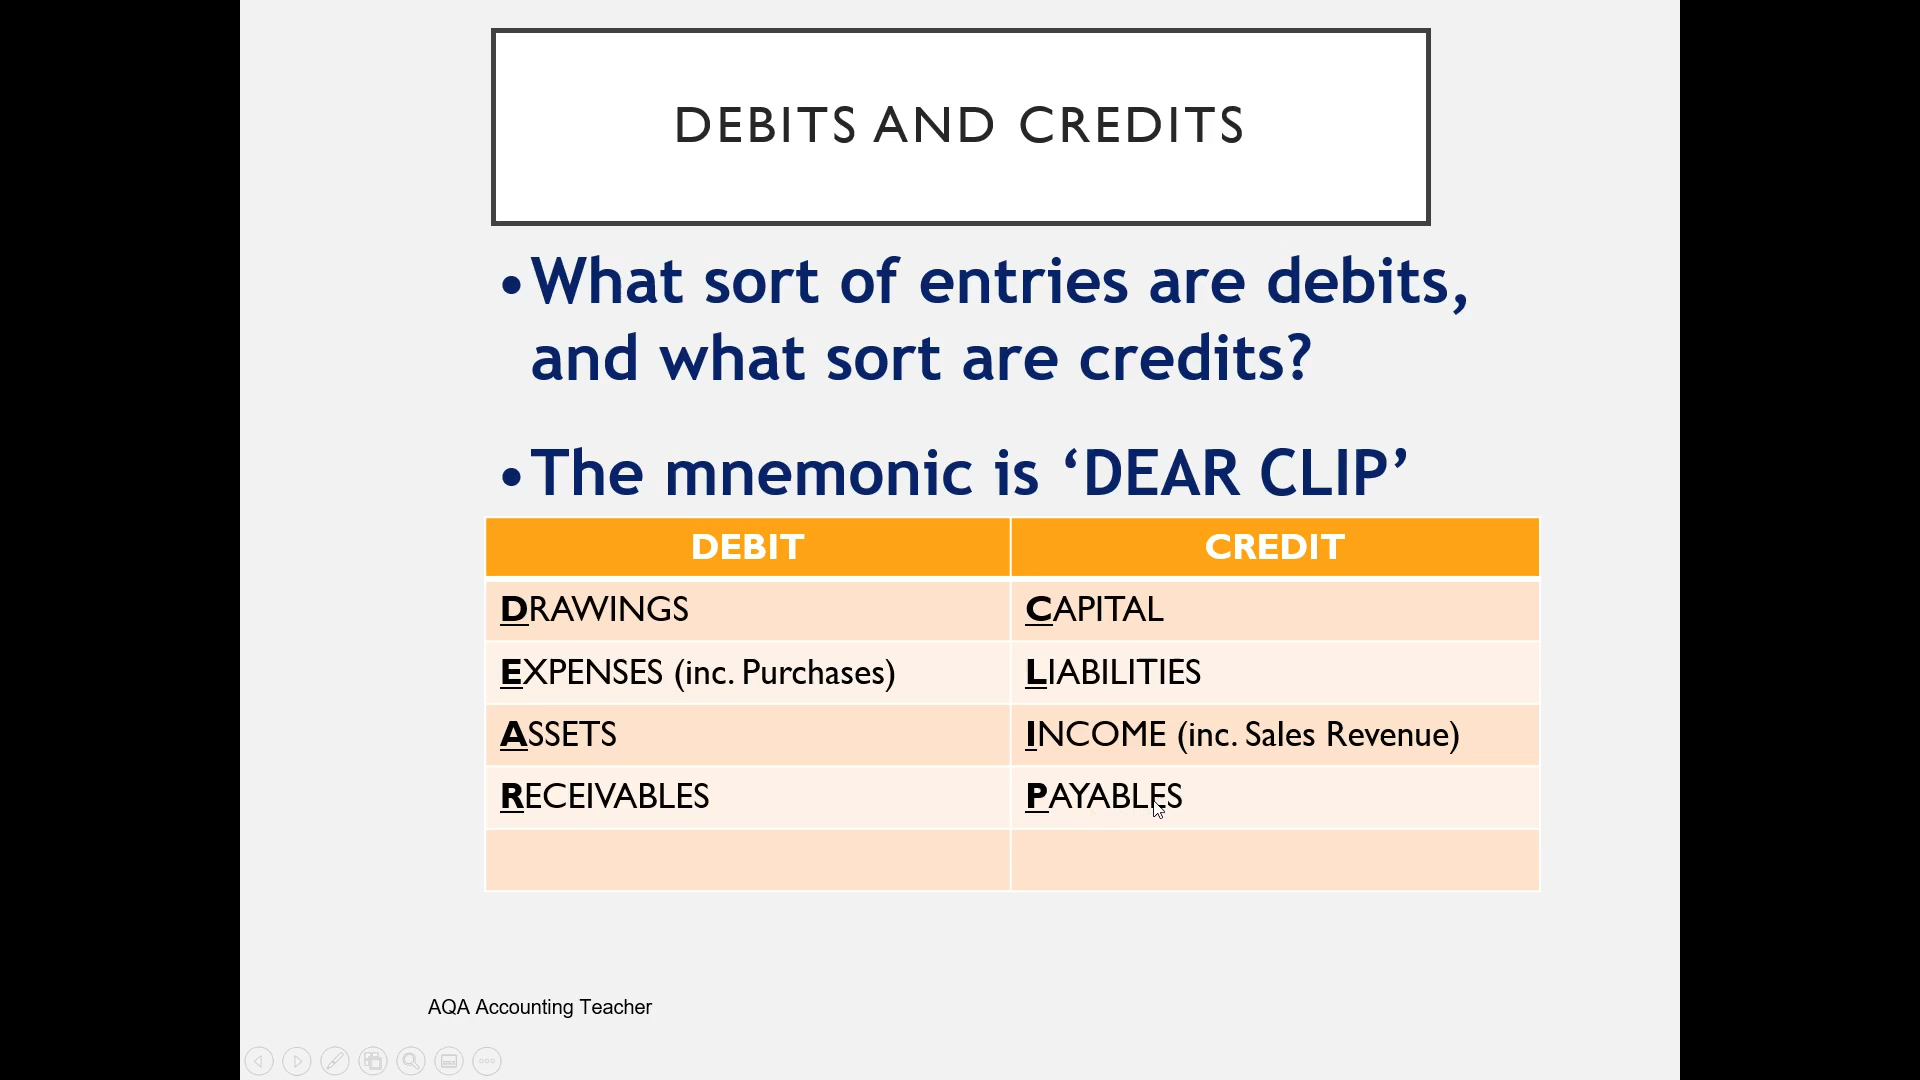 DEBITS AND CREDITS
•What sort of entries are debits,
and what sort are credits?
•The mnemonic is ‘DEAR CLIP’
DEBIT CREDIT
DRAWINGS CAPITAL
EXPENSES (inc. Purchases) LIABILITIES
ASSETS INCOME (inc. Sales Revenue)
RECEIVABLES PAYABLES
AQA Accounting Teacher